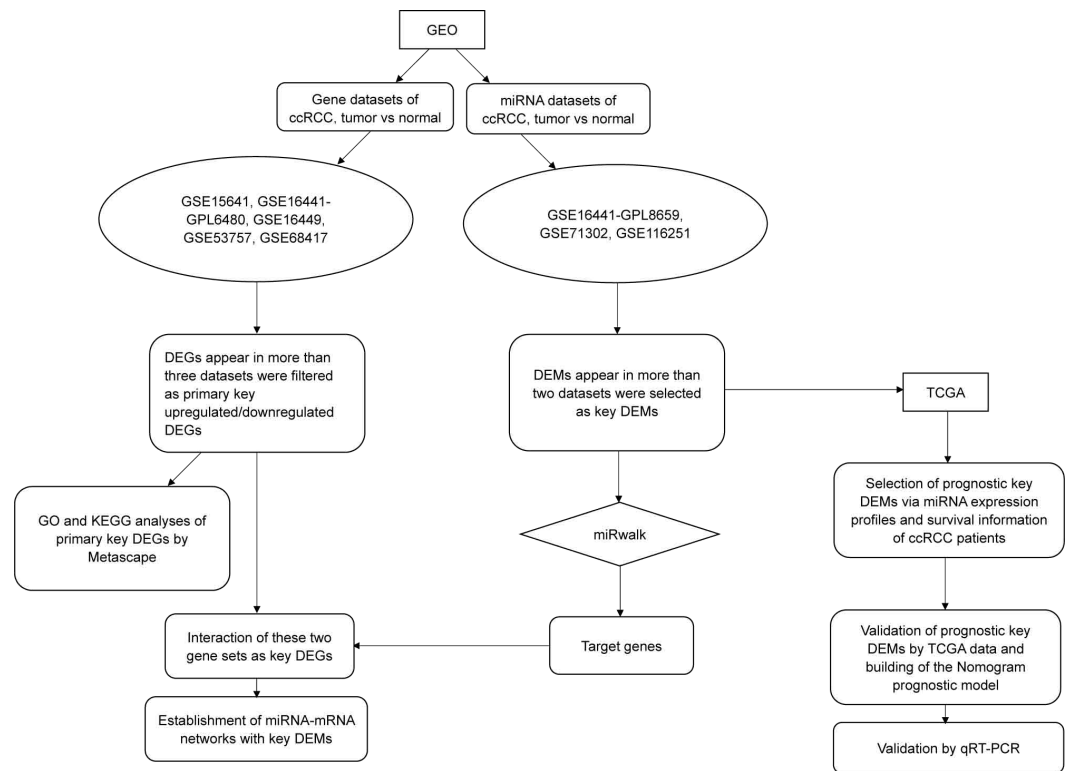 GEO
Gene datasets of
ccRCC, tumor vs normal
miRNA datasets of
ccRCC, tumor vs normal
GSE15641, GSE16441-
GPL6480, GSE16449,
GSE53757, GSE68417
GSE16441-GPL8659,
GSE71302, GSE116251
DEGs appear in more than
three datasets were filtered
as primary key
upregulated/downregulated
DEGs
DEMs appear in more than
two datasets were selected
as key DEMs
TCGA
GO and KEGG analyses of
primary key DEGs by
Metascape
miRwalk
Selection of prognostic key
DEMs via miRNA expression
profiles and survival information
of ccRCC patients
Interaction of these two
gene sets as key DEGs
Target genes
Validation of prognostic key
DEMs by TCGA data and
building of the Nomogram
prognostic model
Establishment of miRNA-mRNA
networks with key DEMs
Validation by qRT-PCR